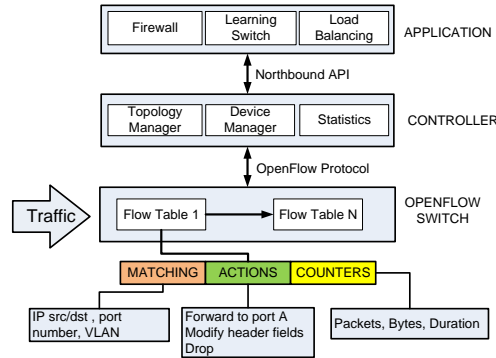 Firewall
Learning
Switch
Load
Balancing
APPLICATION
Northbound API
Topology
Manager
Device
Manager
Statistics
CONTROLLER
OpenFlow Protocol
Traffic
Flow Table 1
Flow Table N
OPENFLOW
SWITCH
MATCHING
ACTIONS
COUNTERS
IP src/dst , port
number, VLAN
Forward to port A
Modify header fields
Drop
Packets, Bytes, Duration